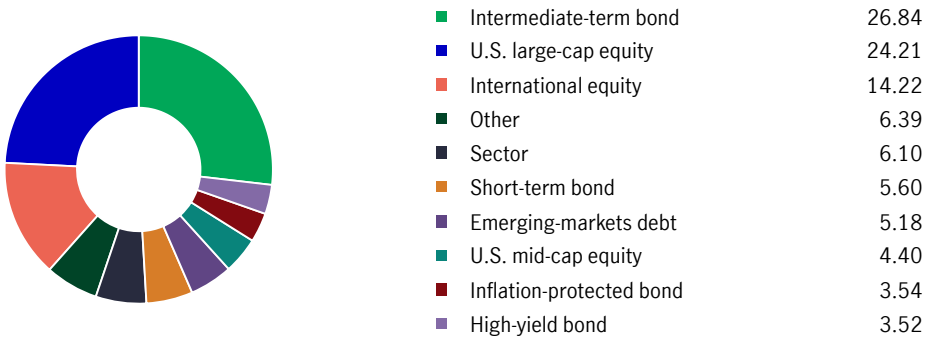 Intermediate-term bond 26.84
U.S. large-cap equity 24.21
International equity 14.22
Other 6.39
Sector 6.10
Short-term bond 5.60
Emerging-markets debt 5.18
U.S. mid-cap equity 4.40
Inflation-protected bond 3.54
High-yield bond 3.52